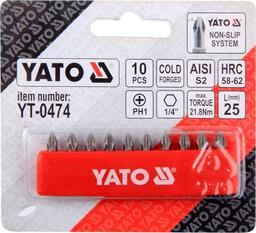 NON-SLIP
SYSTEM
YATO
10
PCS
COLD
FORGED
AISI
S2
HRC
58-62
item number:
YT-0474
PH1
1/4"
max.
TORQUE
21.8Nm
L(mm)
25
YATO